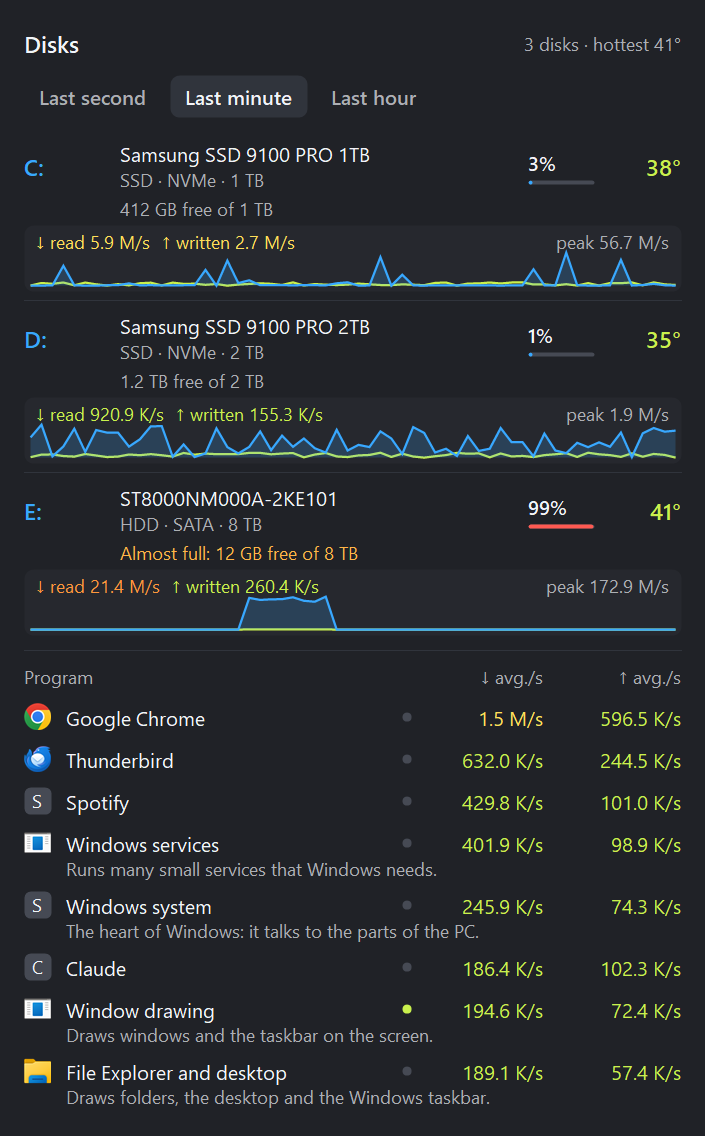 Disks
3 disks · hottest 41°
Last second Last minute Last hour
C:
Samsung SSD 9100 PRO 1TB
SSD · NVMe · 1 TB
412 GB free of 1 TB
3%
38°
↓ read 5.9 M/s ↑ written 2.7 M/s
peak 56.7 M/s
D:
Samsung SSD 9100 PRO 2TB
SSD · NVMe · 2 TB
1.2 TB free of 2 TB
1%
35°
↓ read 920.9 K/s ↑ written 155.3 K/s
peak 1.9 M/s
E:
ST8000NM000A-2KE101
HDD · SATA · 8 TB
Almost full: 12 GB free of 8 TB
99%
41°
↓ read 21.4 M/s ↑ written 260.4 K/s
peak 172.9 M/s
Program ↓ avg./s ↑ avg./s
Google Chrome 1.5 M/s 596.5 K/s
Thunderbird 632.0 K/s 244.5 K/s
S Spotify 429.8 K/s 101.0 K/s
Windows services 401.9 K/s 98.9 K/s
Runs many small services that Windows needs.
S Windows system 245.9 K/s 74.3 K/s
The heart of Windows: it talks to the parts of the PC.
C Claude 186.4 K/s 102.3 K/s
Window drawing 194.6 K/s 72.4 K/s
Draws windows and the taskbar on the screen.
File Explorer and desktop 189.1 K/s 57.4 K/s
Draws folders, the desktop and the Windows taskbar.